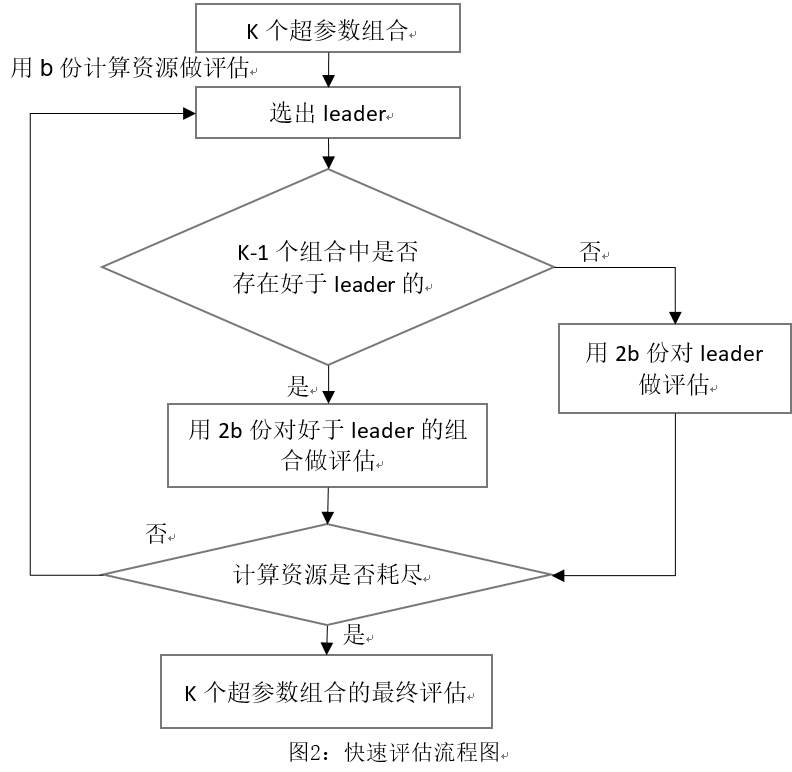 K 个超参数组合
用 b 份计算资源做评估
选出 leader
K-1 个组合中是否
存在好于 leader 的
否
用 2b 份对 leader
做评估
是
用 2b 份对好于 leader 的组
合做评估
否
计算资源是否耗尽
是
K 个超参数组合的最终评估
图2：快速评估流程图